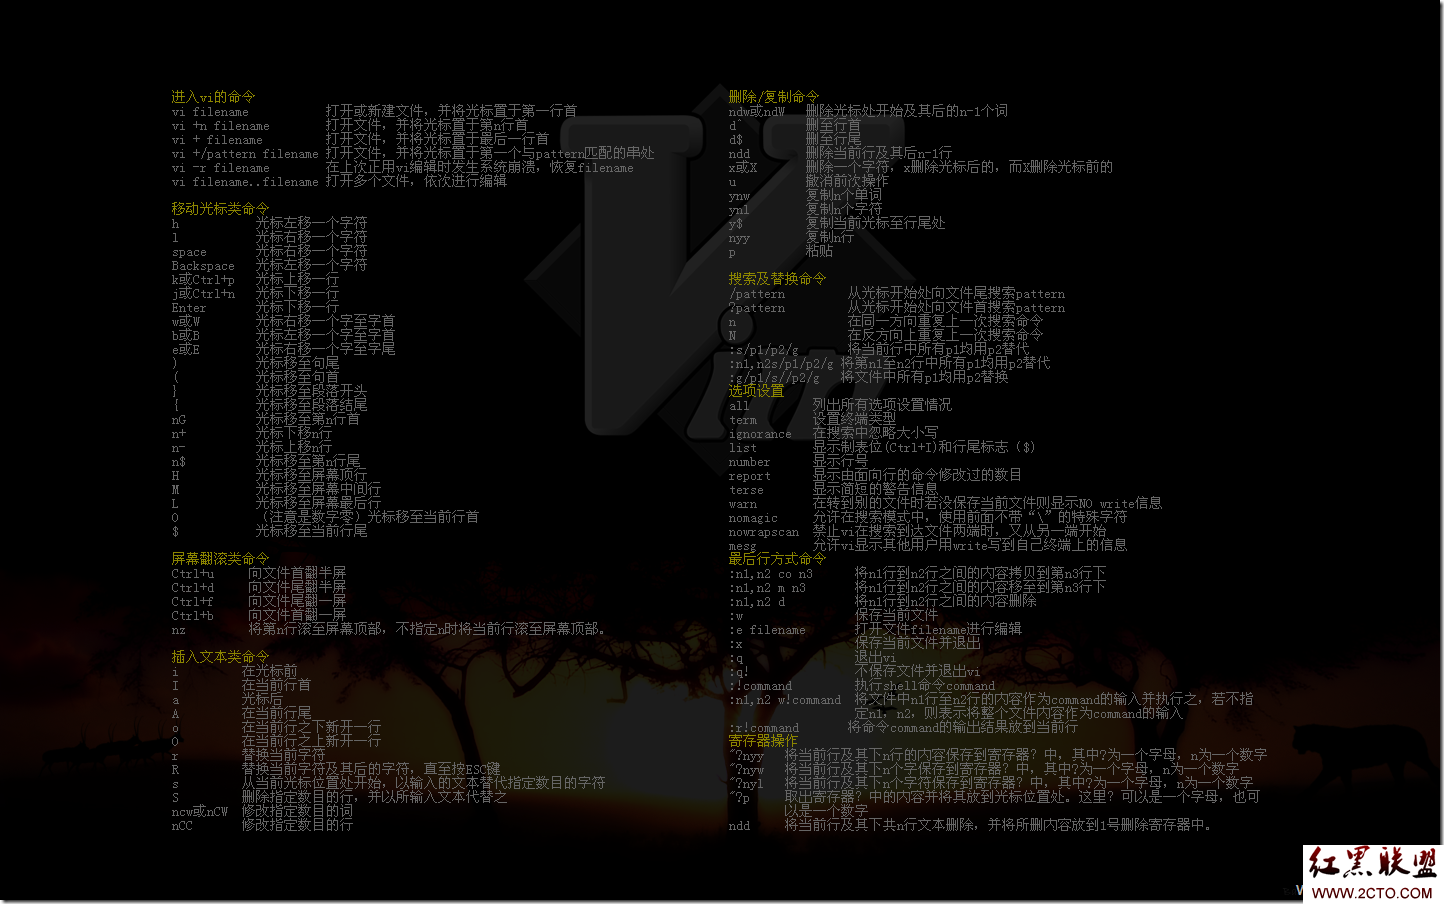 进入vi的命令
vi filename 打开或新建文件，并将光标置于第一行首
vi +n filename 打开文件，并将光标置于第n行首
vi + filename 打开文件，并将光标置于最后一行首
vi +/pattern filename 打开文件，并将光标置于第一个与pattern匹配的串处
vi -r filename 在上次正用vi编辑时发生系统崩溃，恢复filename
vi filename..filename 打开多个文件，依次进行编辑
移动光标类命令
h 光标左移一个字符
l 光标右移一个字符
space 光标右移一个字符
Backspace 光标左移一个字符
k或Ctrl+p 光标上移一行
j或Ctrl+n 光标下移一行
Enter 光标下移一行
w或W 光标右移一个字至字首
b或B 光标左移一个字至字首
e或E 光标右移一个字至字尾
) 光标移至句尾
( 光标移至句首
} 光标移至段落开头
{ 光标移至段落结尾
nG 光标移至第n行首
n+ 光标下移n行
n- 光标上移n行
n$ 光标移至第n行尾
H 光标移至屏幕顶行
M 光标移至屏幕中间行
L 光标移至屏幕最后行
0 （注意是数字零）光标移至当前行首
$ 光标移至当前行尾
屏幕翻滚类命令
Ctrl+u 向文件首翻半屏
Ctrl+d 向文件尾翻半屏
Ctrl+f 向文件尾翻一屏
Ctrl+b 向文件首翻一屏
nz 将第n行滚至屏幕顶部，不指定n时将当前行滚至屏幕顶部。
插入文本类命令
i 在光标前
I 在当前行首
a 光标后
A 在当前行尾
o 在当前行之下新开一行
O 在当前行之上新开一行
r 替换当前字符
R 替换当前字符及其后的字符，直至按ESC键
s 从当前光标位置处开始，以输入的文本替代指定数目的字符
S 删除指定数目的行，并以所输入文本代替之
ncw或nCW 修改指定数目的词
nCC 修改指定数目的行
删除/复制命令
ndw或ndW 删除光标处开始及其后的n-1个词
d^ 删至行首
d$ 删至行尾
ndd 删除当前行及其后n-1行
x或X 删除一个字符，x删除光标后的，而X删除光标前的
u 撤消前次操作
ynw 复制n个单词
ynl 复制n个字符
y$ 复制当前光标至行尾处
nyy 复制n行
p 粘贴
搜索及替换命令
/pattern 从光标开始处向文件尾搜索pattern
?pattern 从光标开始处向文件首搜索pattern
n 在同一方向重复上一次搜索命令
N 在反方向上重复上一次搜索命令
:s/p1/p2/g 将当前行中所有p1均用p2替代
:n1,n2s/p1/p2/g 将第n1至n2行中所有p1均用p2替代
:g/p1/s//p2/g 将文件中所有p1均用p2替换
选项设置
all 列出所有选项设置情况
term 设置终端类型
ignorance 在搜索中忽略大小写
list 显示制表位(Ctrl+I)和行尾标志（$)
number 显示行号
report 显示由面向行的命令修改过的数目
terse 显示简短的警告信息
warn 在转到别的文件时若没保存当前文件则显示NO write信息
nomagic 允许在搜索模式中，使用前面不带“\”的特殊字符
nowrapscan 禁止vi在搜索到达文件两端时，又从另一端开始
mesg 允许vi显示其他用户用write写到自己终端上的信息
最后行方式命令
:n1,n2 co n3 将n1行到n2行之间的内容拷贝到第n3行下
:n1,n2 m n3 将n1行到n2行之间的内容移至到第n3行下
:n1,n2 d 将n1行到n2行之间的内容删除
:w 保存当前文件
:e filename 打开文件filename进行编辑
:x 保存当前文件并退出
:q 退出vi
:q! 不保存文件并退出vi
:!command 执行shell命令command
:n1,n2 w!command 将文件中n1行至n2行的内容作为command的输入并执行之，若不指
定n1，n2，则表示将整个文件内容作为command的输入
:r!command 将命令command的输出结果放到当前行
寄存器操作
"?nyy 将当前行及其下n行的内容保存到寄存器？中，其中?为一个字母，n为一个数字
"?nyw 将当前行及其下n个字保存到寄存器？中，其中?为一个字母，n为一个数字
"?nyl 将当前行及其下n个字符保存到寄存器？中，其中?为一个字母，n为一个数字
"?p 取出寄存器？中的内容并将其放到光标位置处。这里？可以是一个字母，也可
以是一个数字
ndd 将当前行及其下共n行文本删除，并将所删内容放到1号删除寄存器中。
红黑联盟
WWW.2CTO.COM